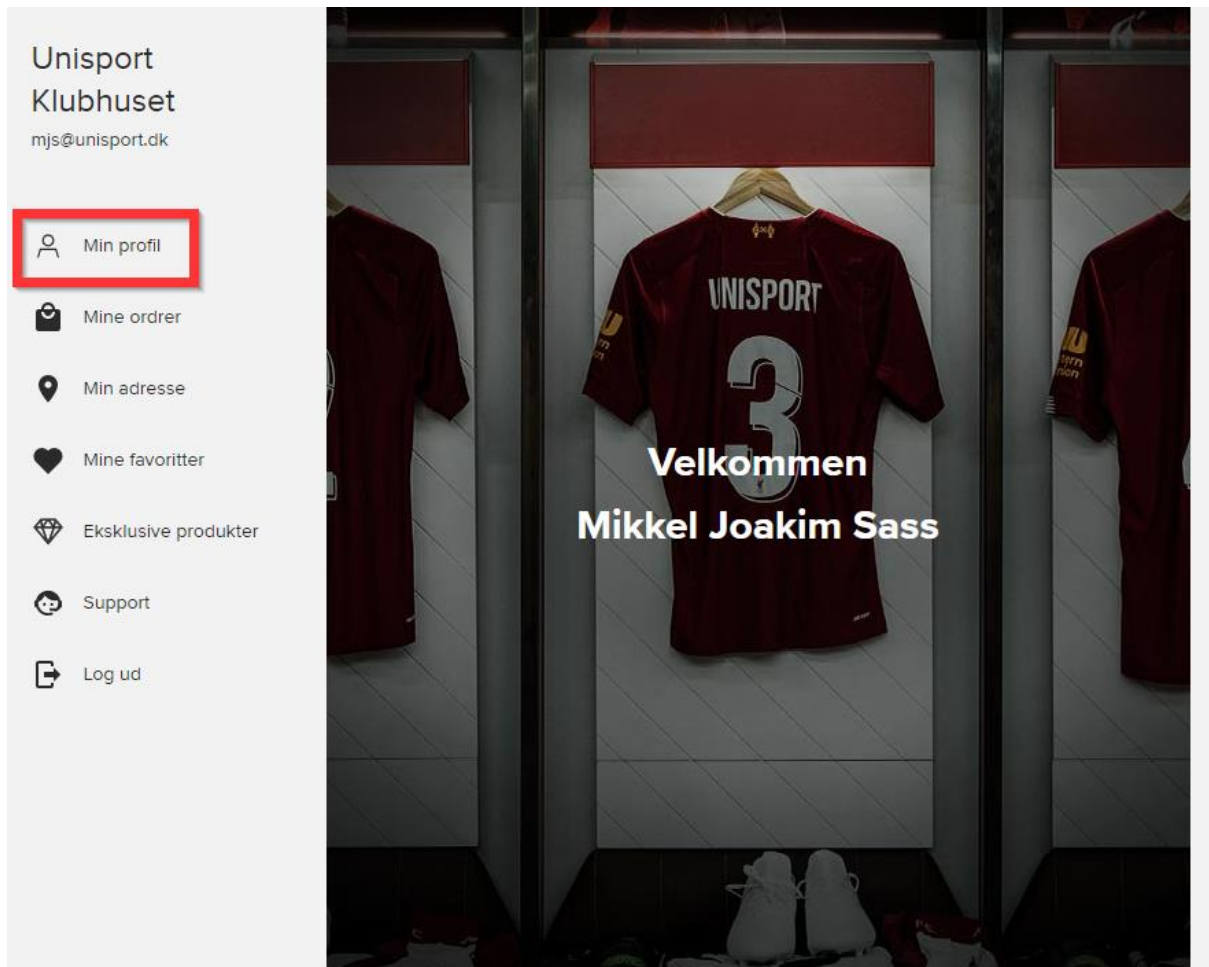 Unisport
Klubhuset
mjs@unisport.dk
Min profil
Mine ordrer
Min adresse
Mine favoritter
Eksklusive produkter
Support
Log ud
UNISPORT
3
Velkommen
Mikkel Joakim Sass